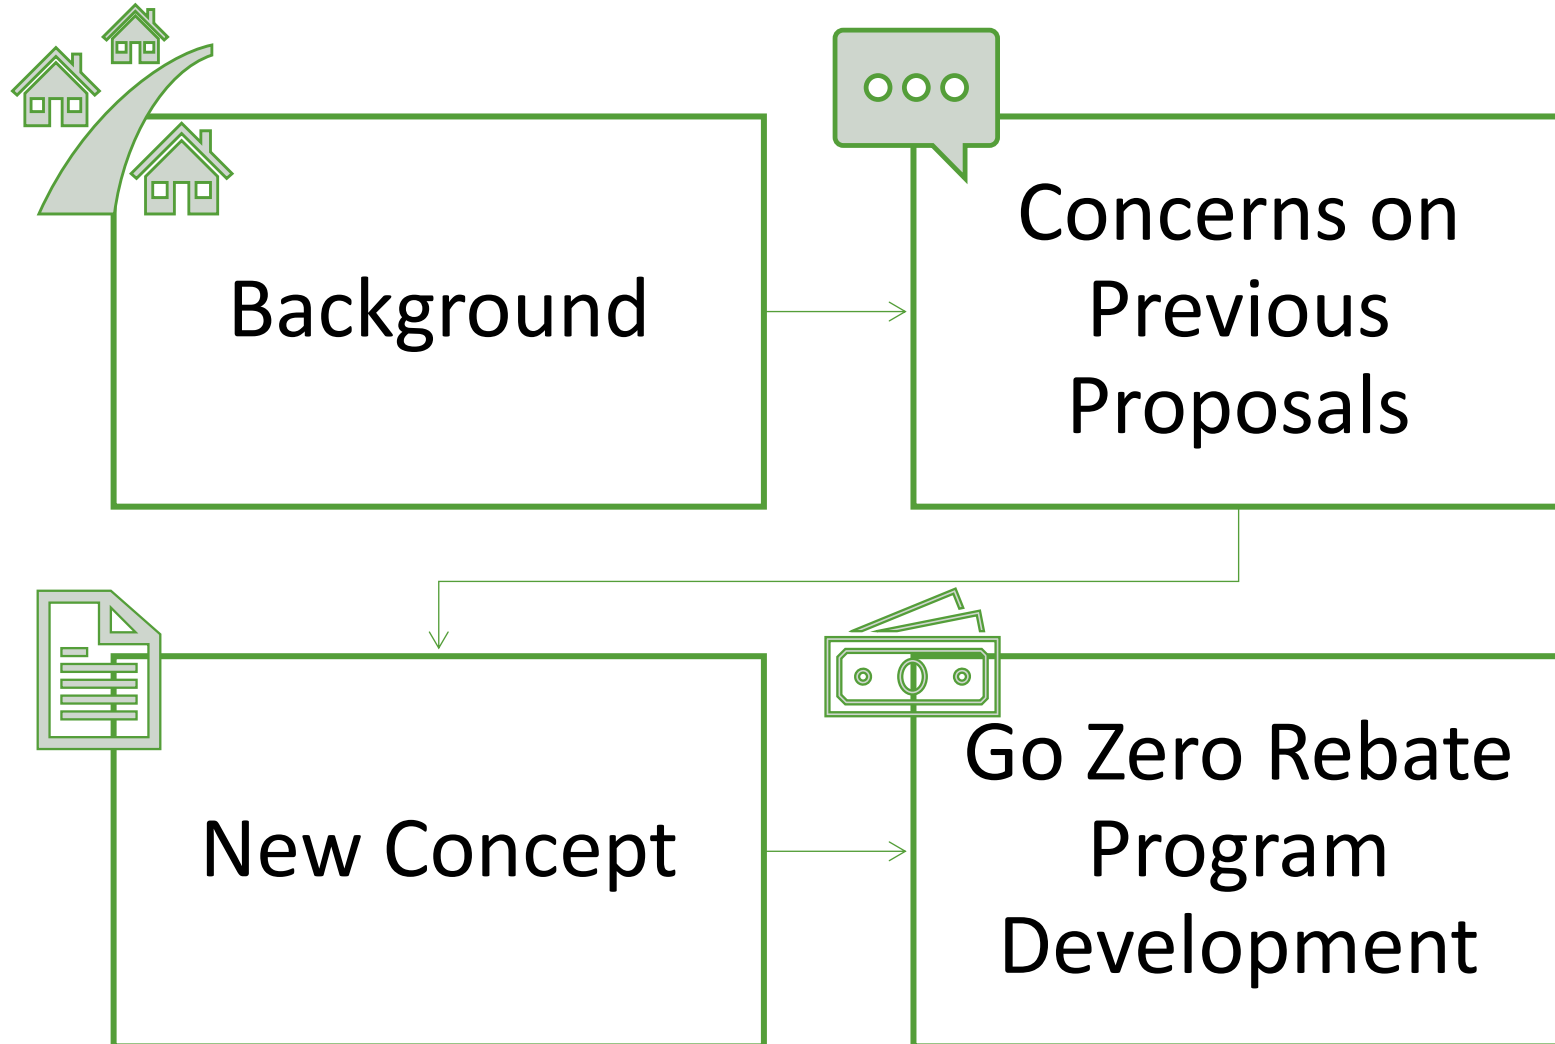 Background
Concerns on
Previous
Proposals
New Concept
Go Zero Rebate
Program
Development